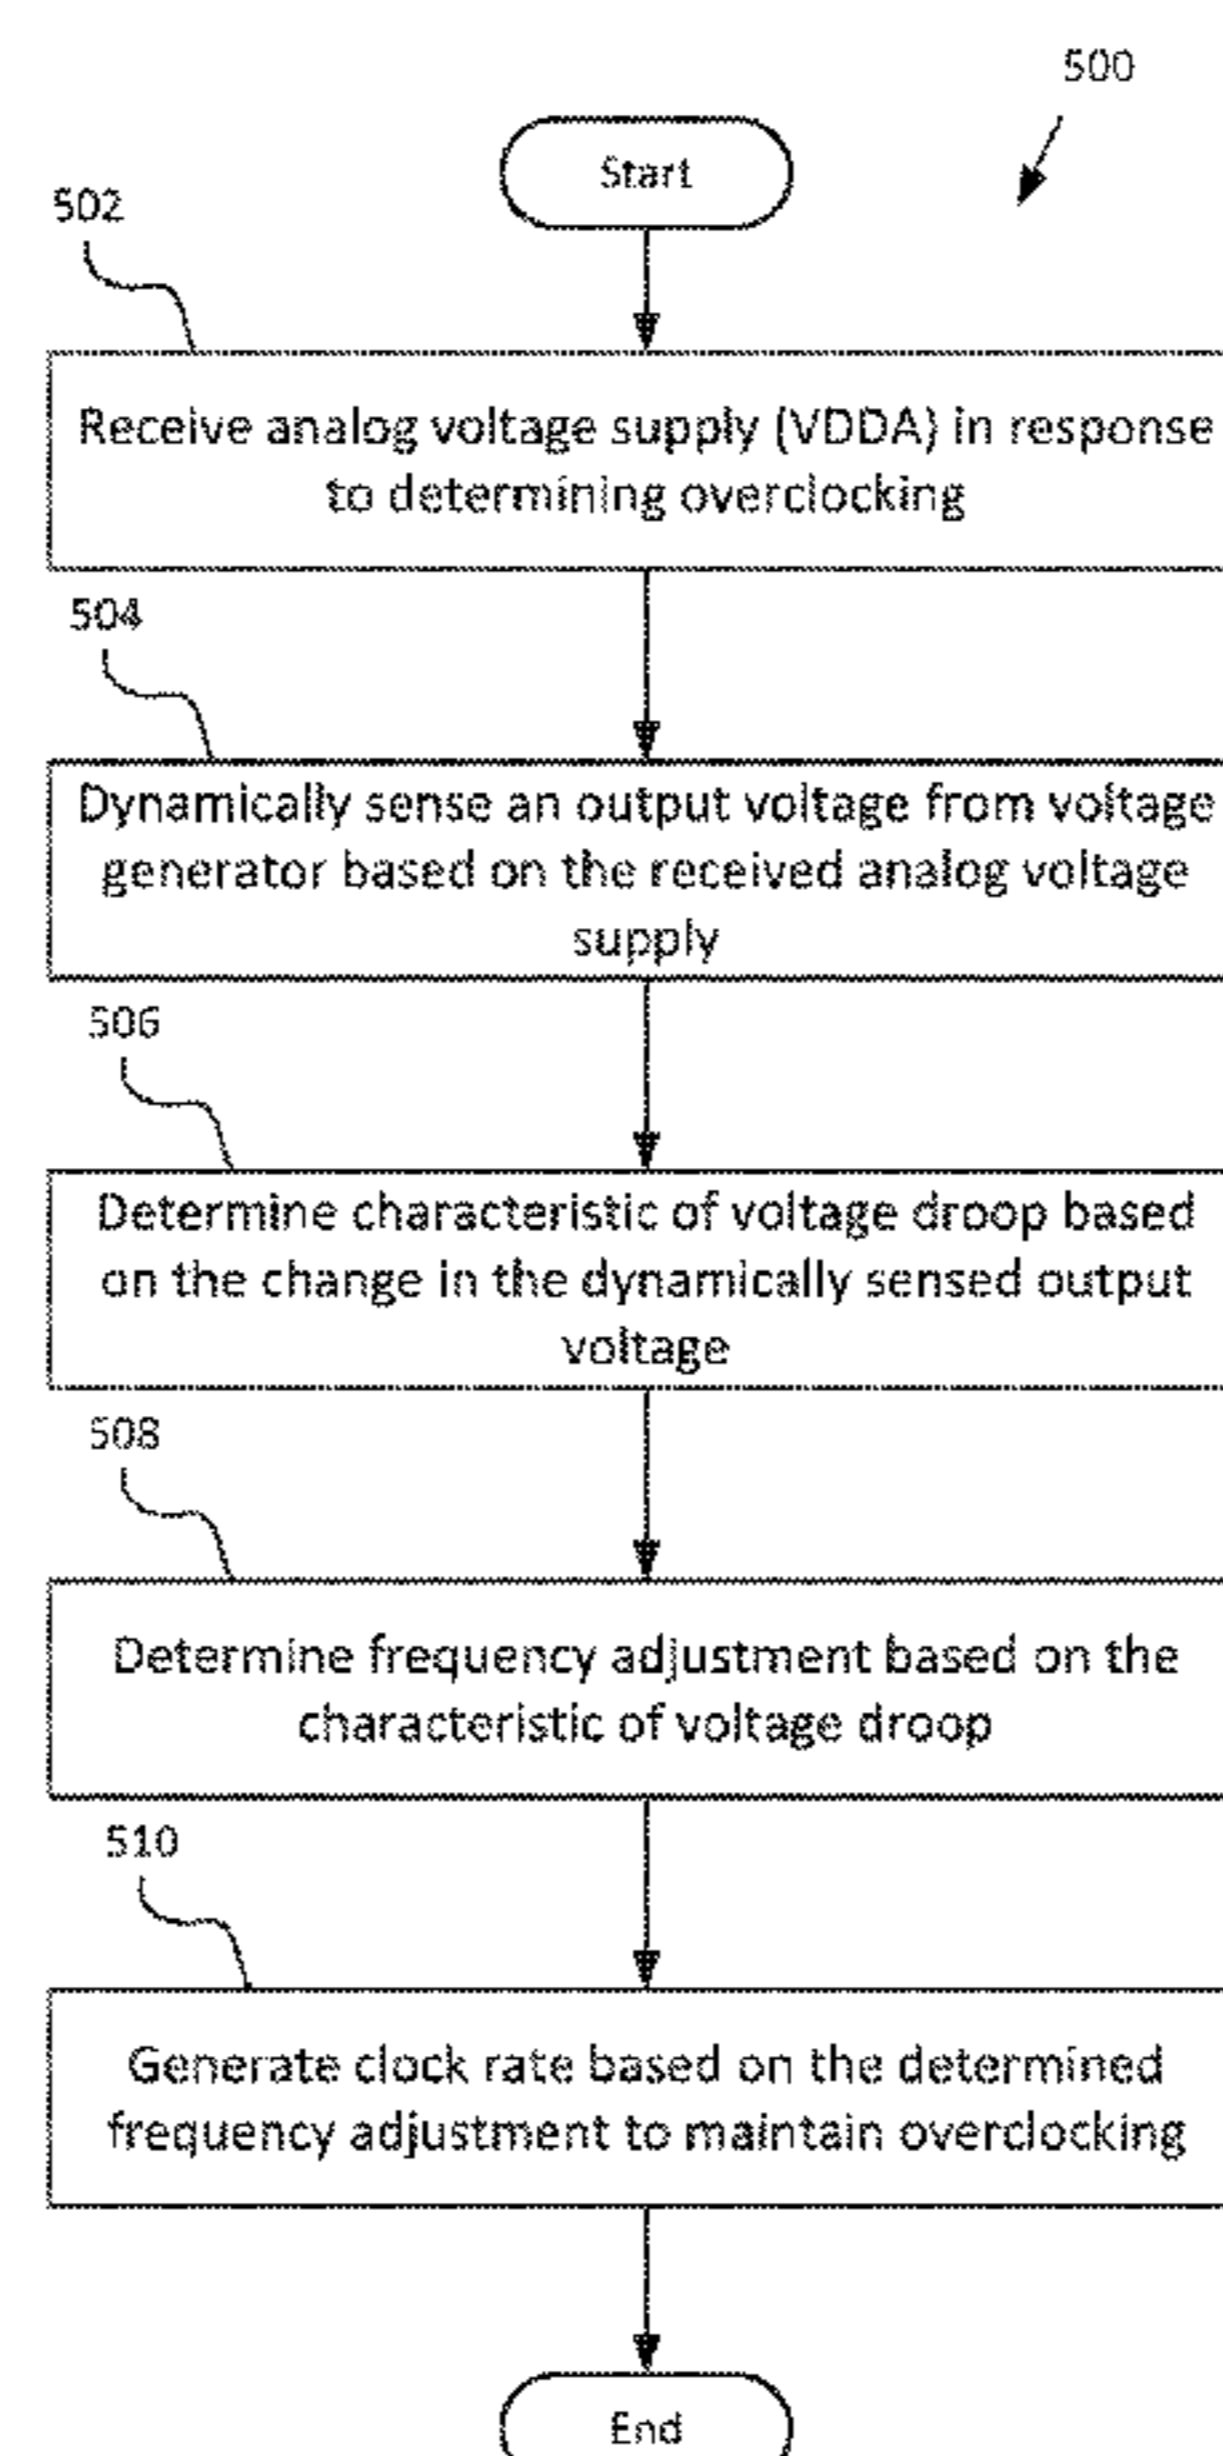 500
Start
502
Receive analog voltage supply (VDDA) in response
to determining overclocking
504
Dynamically sense an output voltage from voltage
generator based on the received analog voltage
supply
506
Determine characteristic of voltage droop based
on the change in the dynamically sensed output
voltage
508
Determine frequency adjustment based on the
characteristic of voltage droop
510
Generate clock rate based on the determined
frequency adjustment to maintain overclocking
End